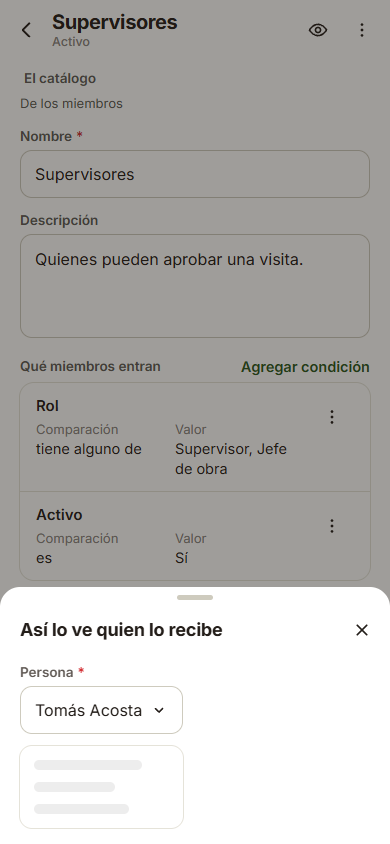 Supervisores
Activo
El catálogo
De los miembros
Nombre *
Supervisores
Descripción
Quienes pueden aprobar una visita.
Qué miembros entran
Agregar condición
Rol
Comparación
Valor
tiene alguno de
Supervisor, Jefe
de obra
Activo
Comparación
Valor
es
Sí
Así lo ve quien lo recibe
Persona *
Tomás Acosta